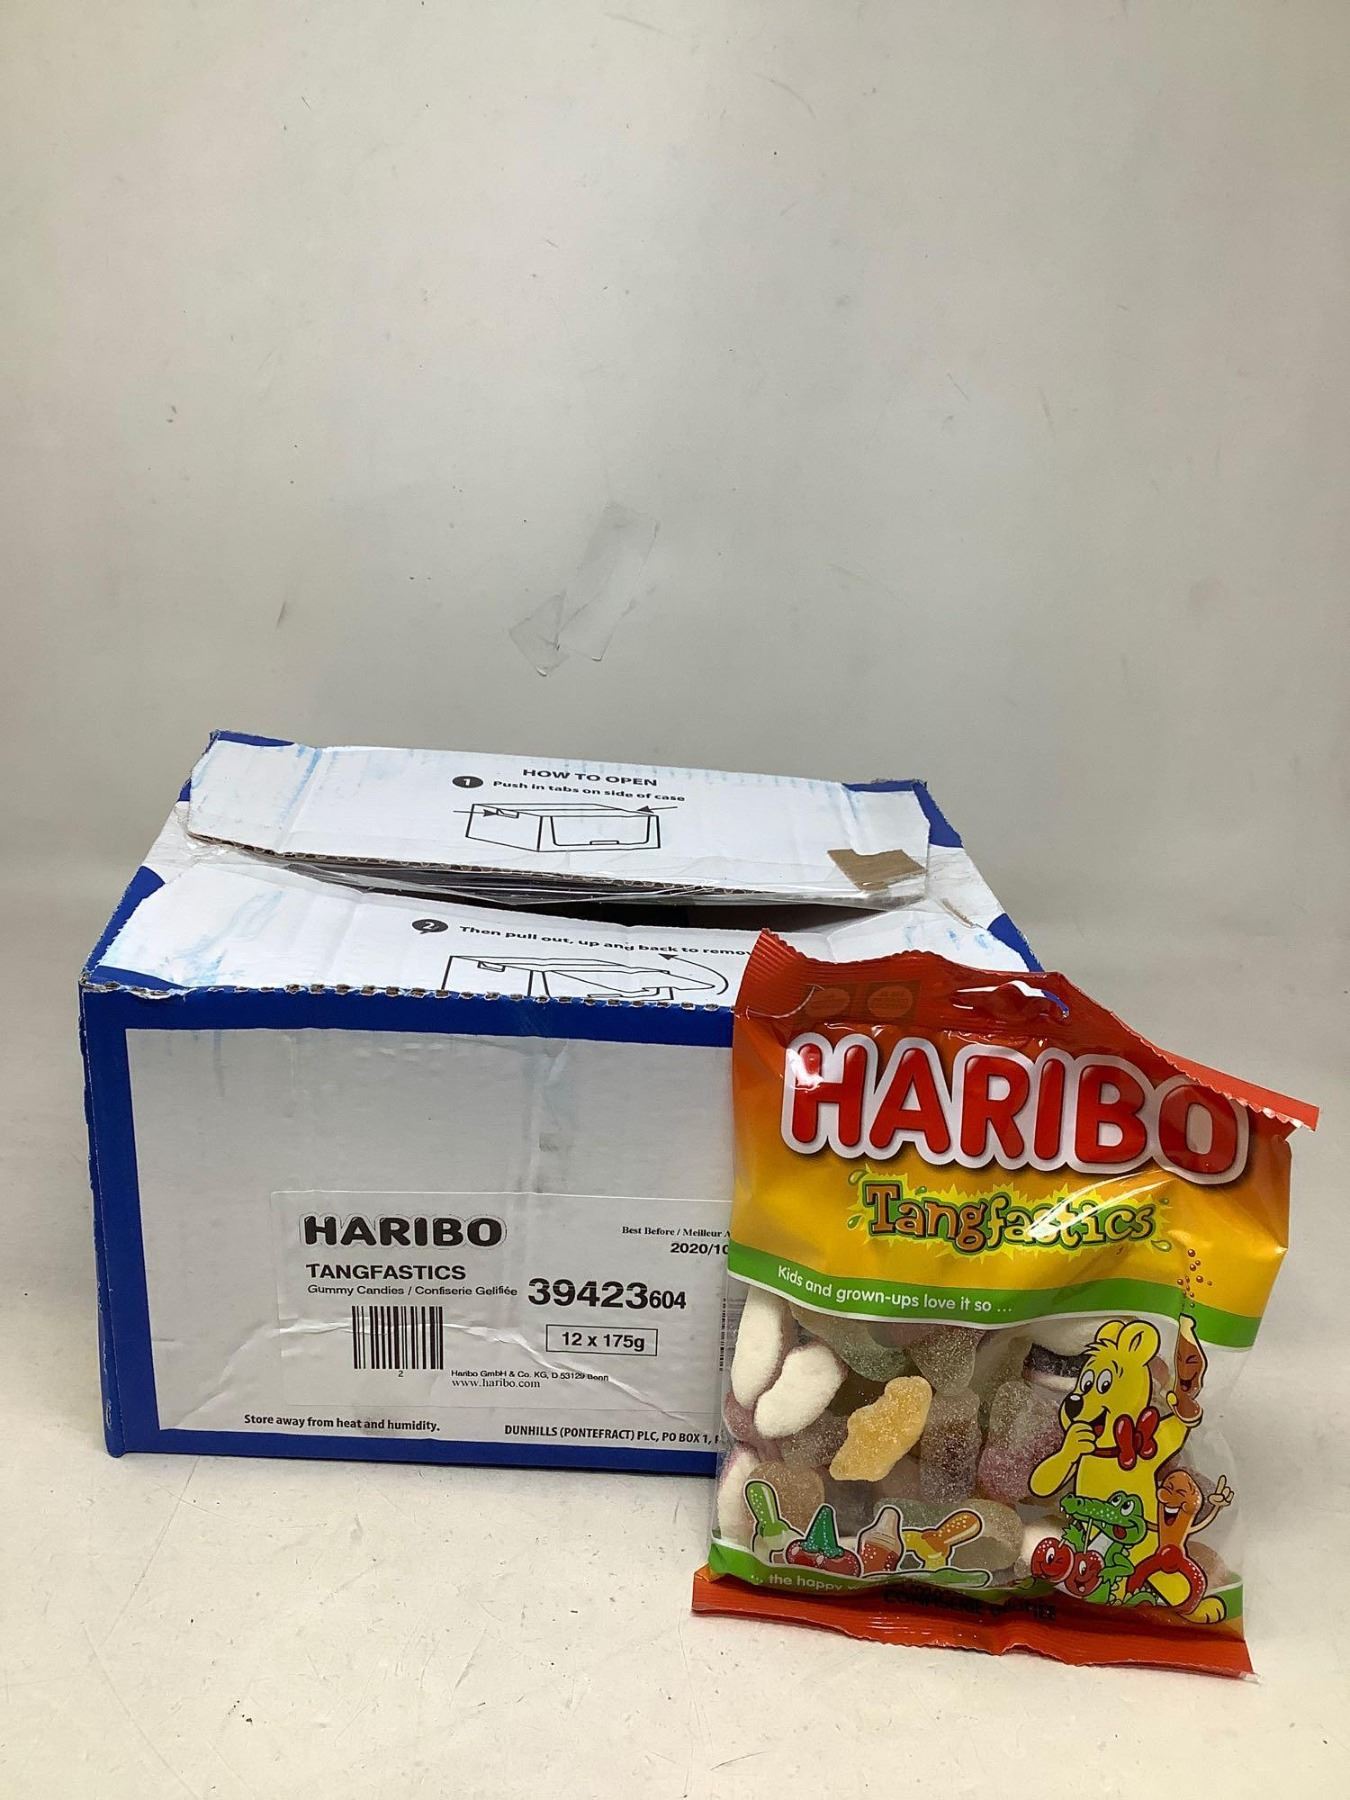 HOW TO OPEN
1 Push in tabs on side of case
2 Then pull out, up and back to
HARIBO
Best Before / Meilleur
2020/10
TANGFASTICS
Gummy Candies / Confiserie Gelifiée
39423604
12 x 175g
2
Haribo GmbH & Co. KG, D 53129 Bonn
www.haribo.com
Store away from heat and humidity.
DUNHILLS (PONTEFRACT) PLC, PO BOX 1,
HARIBO
Tangfastics
Kids and grown-ups love it so ...
... the happy